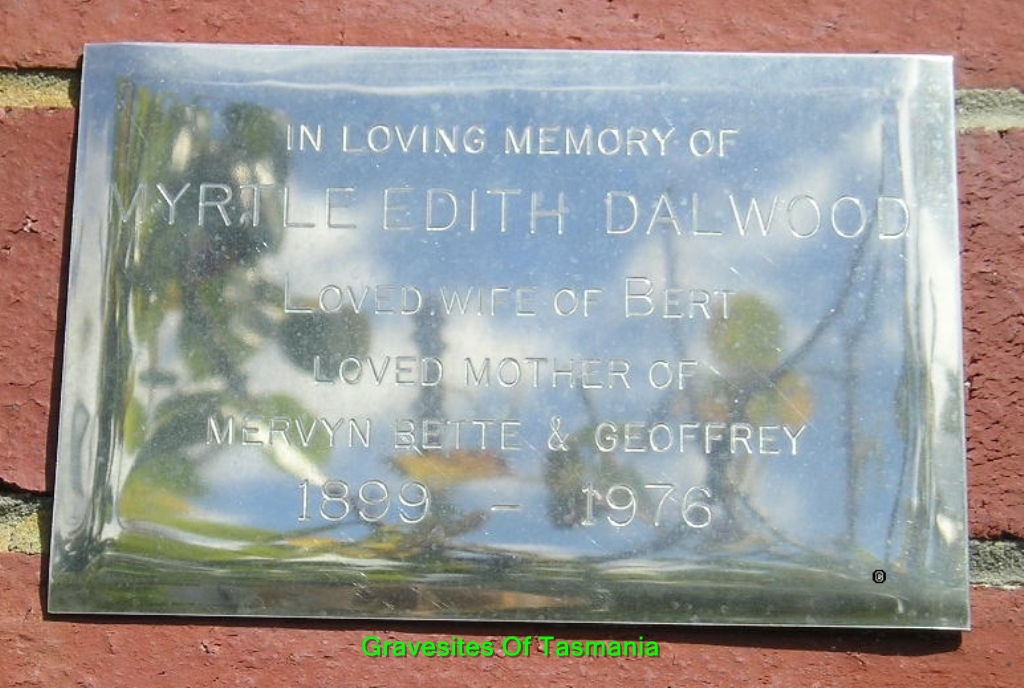 IN LOVING MEMORY OF
MYRTLE EDITH DALWOOD
LOVED WIFE OF BERT
LOVED MOTHER OF
MERVYN BETTE & GEOFFREY
1899 - 1976
©
Gravesites Of Tasmania